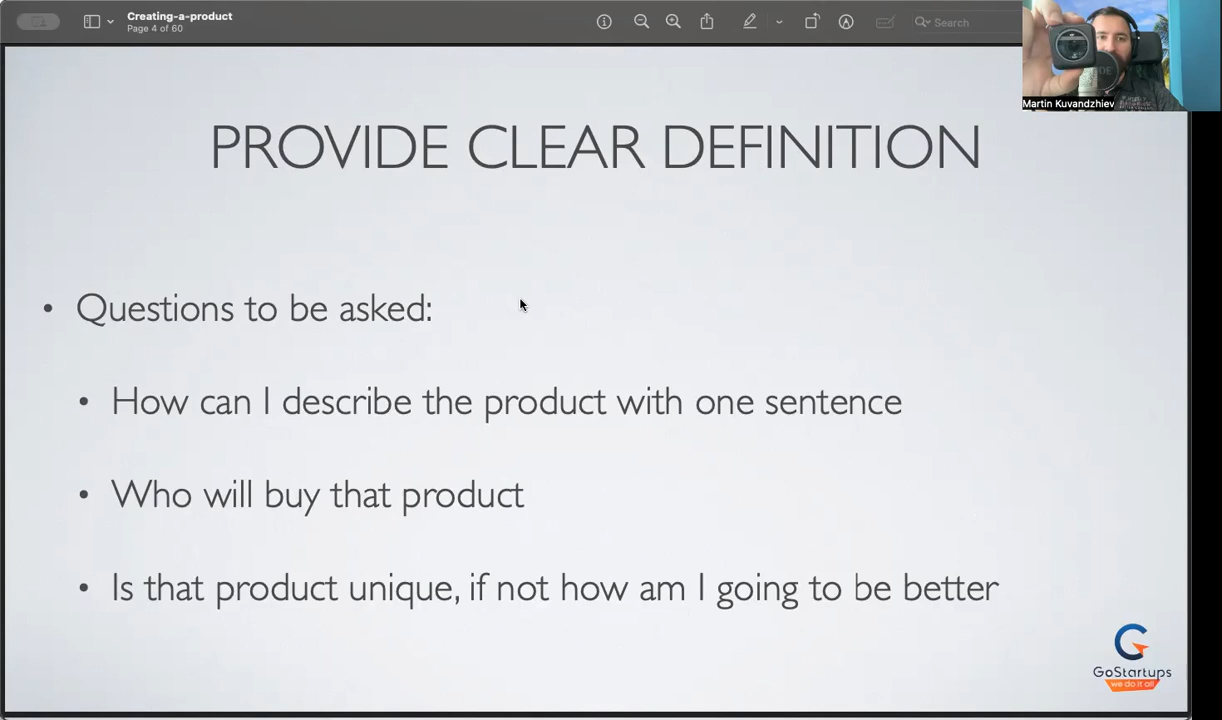 Creating-a-product
Page 4 of 60
Search
Martin Kuvandzhiev
PROVIDE CLEAR DEFINITION
• Questions to be asked:
• How can I describe the product with one sentence
• Who will buy that product
• Is that product unique, if not how am I going to be better
GoStartups
we do it all